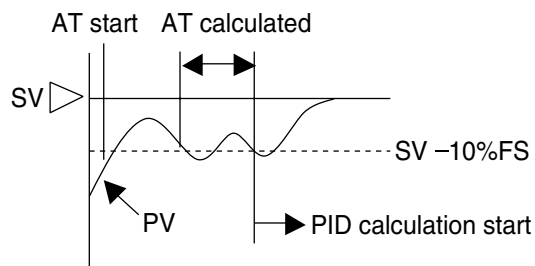 AT start
AT calculated
SV
SV –10%FS
PV
PID calculation start